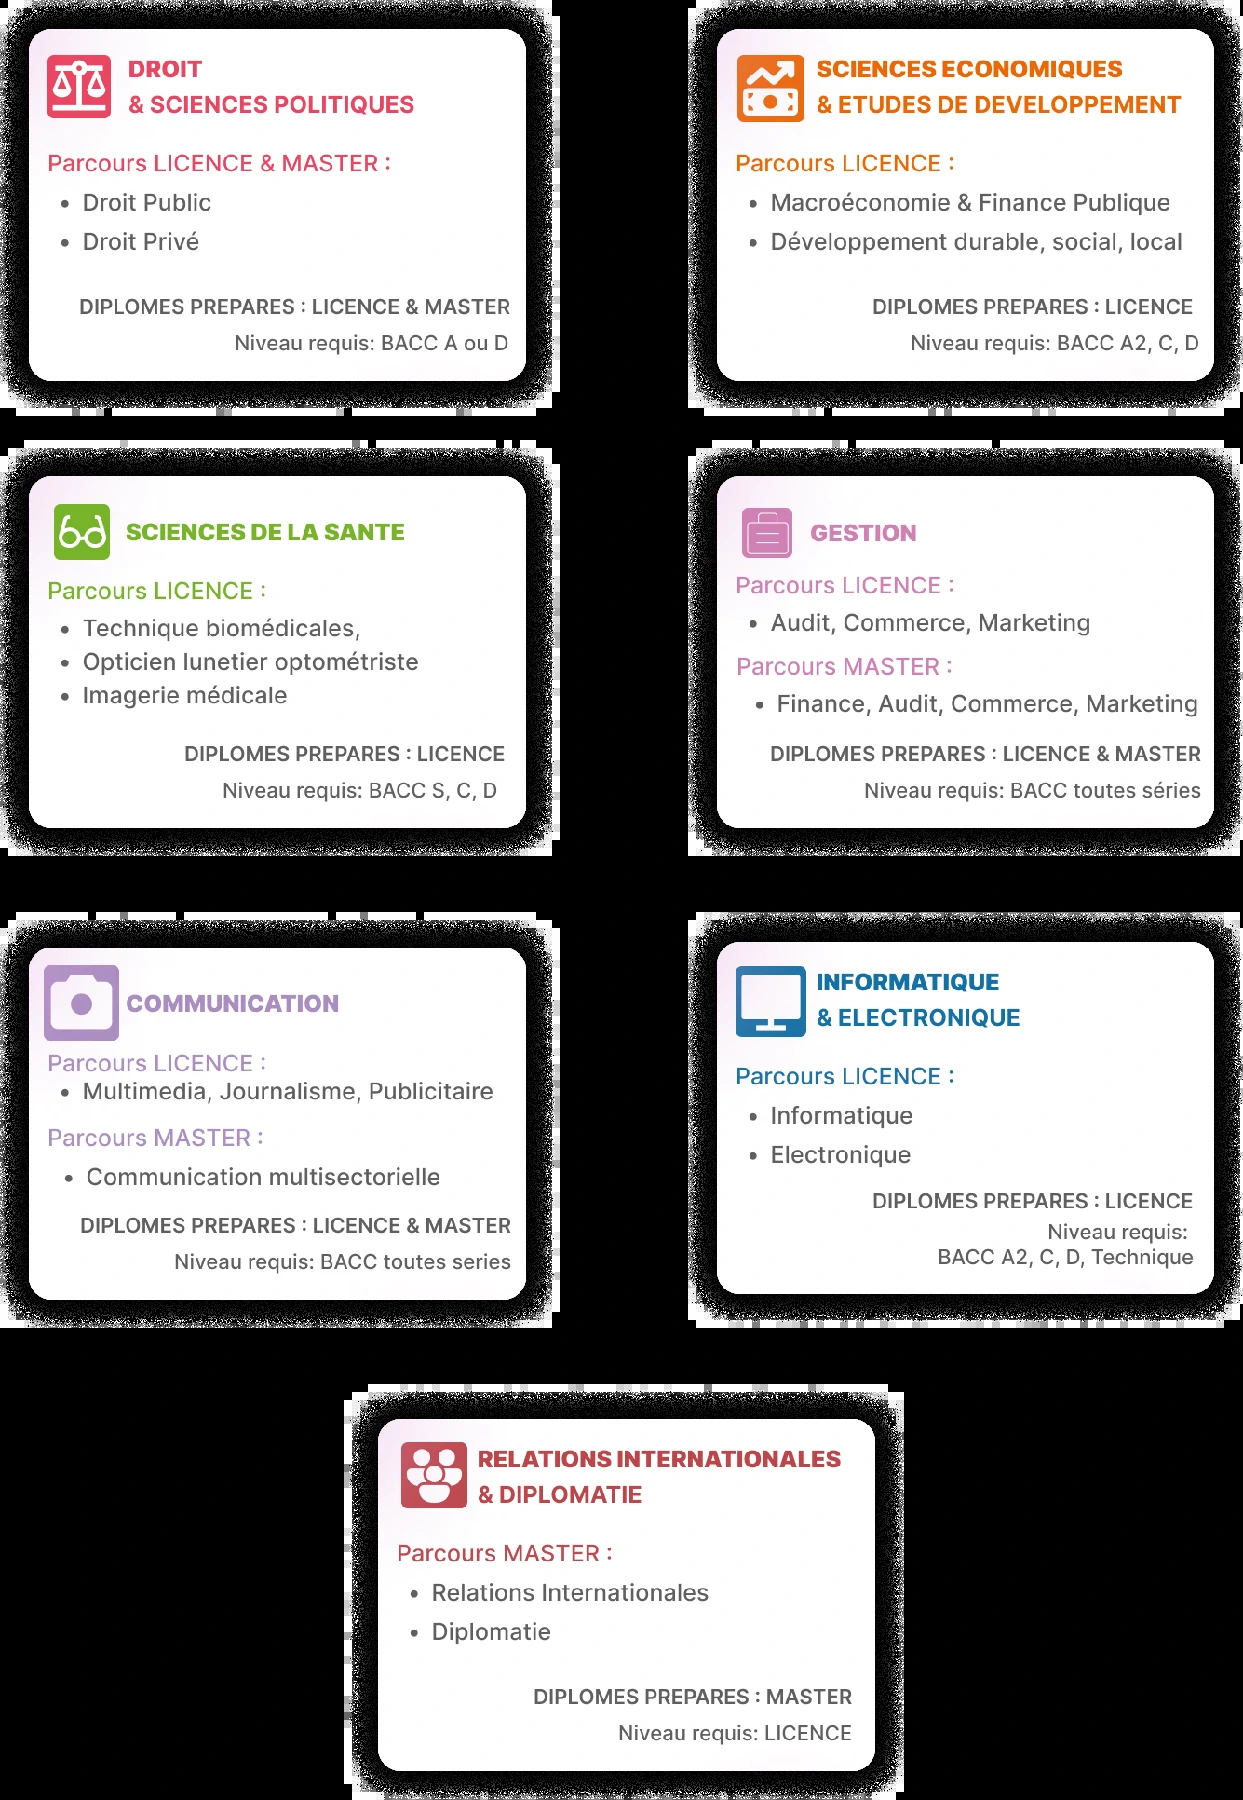 DROIT
& SCIENCES POLITIQUES
Parcours LICENCE & MASTER :
• Droit Public
• Droit Privé
DIPLOMES PREPARES : LICENCE & MASTER
Niveau requis: BACC A ou D
SCIENCES ECONOMIQUES
& ETUDES DE DEVELOPPEMENT
Parcours LICENCE :
• Macroéconomie & Finance Publique
• Développement durable, social, local
DIPLOMES PREPARES : LICENCE
Niveau requis: BACC A2, C, D
SCIENCES DE LA SANTE
Parcours LICENCE :
• Technique biomédicales,
• Opticien lunetier optométriste
• Imagerie médicale
DIPLOMES PREPARES : LICENCE
Niveau requis: BACC S, C, D
GESTION
Parcours LICENCE :
• Audit, Commerce, Marketing
Parcours MASTER :
• Finance, Audit, Commerce, Marketing
DIPLOMES PREPARES : LICENCE & MASTER
Niveau requis: BACC toutes séries
COMMUNICATION
Parcours LICENCE :
• Multimedia, Journalisme, Publicitaire
Parcours MASTER :
• Communication multisectorielle
DIPLOMES PREPARES : LICENCE & MASTER
Niveau requis: BACC toutes series
INFORMATIQUE
& ELECTRONIQUE
Parcours LICENCE :
• Informatique
• Electronique
DIPLOMES PREPARES : LICENCE
Niveau requis:
BACC A2, C, D, Technique
RELATIONS INTERNATIONALES
& DIPLOMATIE
Parcours MASTER :
• Relations Internationales
• Diplomatie
DIPLOMES PREPARES : MASTER
Niveau requis: LICENCE